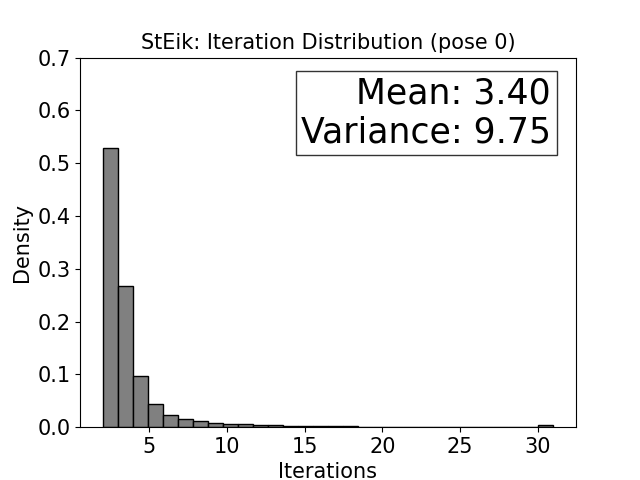 StEik: Iteration Distribution (pose 0)
Mean: 3.40
Variance: 9.75
Density
0.7
0.6
0.5
0.4
0.3
0.2
0.1
0.0
5 10 15 20 25 30
Iterations